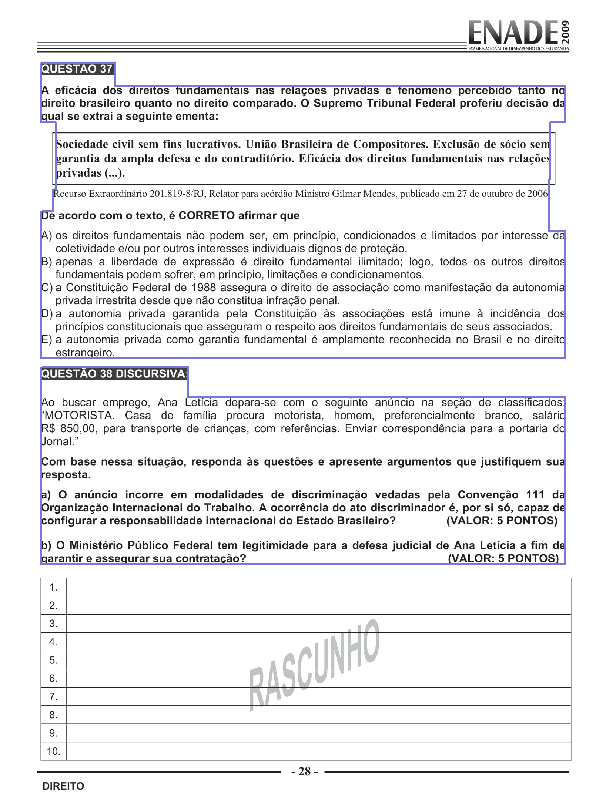 ENADE 2009
EXAME NACIONAL DE DESEMPENHO DOS ESTUDANTES
QUESTÃO 37
A eficácia dos direitos fundamentais nas relações privadas é fenômeno percebido tanto no
direito brasileiro quanto no direito comparado. O Supremo Tribunal Federal proferiu decisão da
qual se extrai a seguinte ementa:
Sociedade civil sem fins lucrativos. União Brasileira de Compositores. Exclusão de sócio sem
garantia da ampla defesa e do contraditório. Eficácia dos direitos fundamentais nas relações
privadas (...).
Recurso Extraordinário 201.819-8/RJ, Relator para acórdão Ministro Gilmar Mendes, publicado em 27 de outubro de 2006
De acordo com o texto, é CORRETO afirmar que
A) os direitos fundamentais não podem ser, em princípio, condicionados e limitados por interesse da
coletividade e/ou por outros interesses individuais dignos de proteção.
B) apenas a liberdade de expressão é direito fundamental ilimitado; logo, todos os outros direitos
fundamentais podem sofrer, em princípio, limitações e condicionamentos.
C) a Constituição Federal de 1988 assegura o direito de associação como manifestação da autonomia
privada irrestrita desde que não constitua infração penal.
D) a autonomia privada garantida pela Constituição às associações está imune à incidência dos
princípios constitucionais que asseguram o respeito aos direitos fundamentais de seus associados.
E) a autonomia privada como garantia fundamental é amplamente reconhecida no Brasil e no direito
estrangeiro.
QUESTÃO 38 DISCURSIVA
Ao buscar emprego, Ana Letícia depara-se com o seguinte anúncio na seção de classificados:
"MOTORISTA. Casa de família procura motorista, homem, preferencialmente branco, salário
R$ 850,00, para transporte de crianças, com referências. Enviar correspondência para a portaria do
Jornal."
Com base nessa situação, responda às questões e apresente argumentos que justifiquem sua
resposta.
a) O anúncio incorre em modalidades de discriminação vedadas pela Convenção 111 da
Organização Internacional do Trabalho. A ocorrência do ato discriminador é, por si só, capaz de
configurar a responsabilidade internacional do Estado Brasileiro? (VALOR: 5 PONTOS)
b) O Ministério Público Federal tem legitimidade para a defesa judicial de Ana Letícia a fim de
garantir e assegurar sua contratação? (VALOR: 5 PONTOS)
1.
2.
3.
4.
5.
6.
7.
8.
9.
10.
RASCUNHO
- 28 -
DIREITO